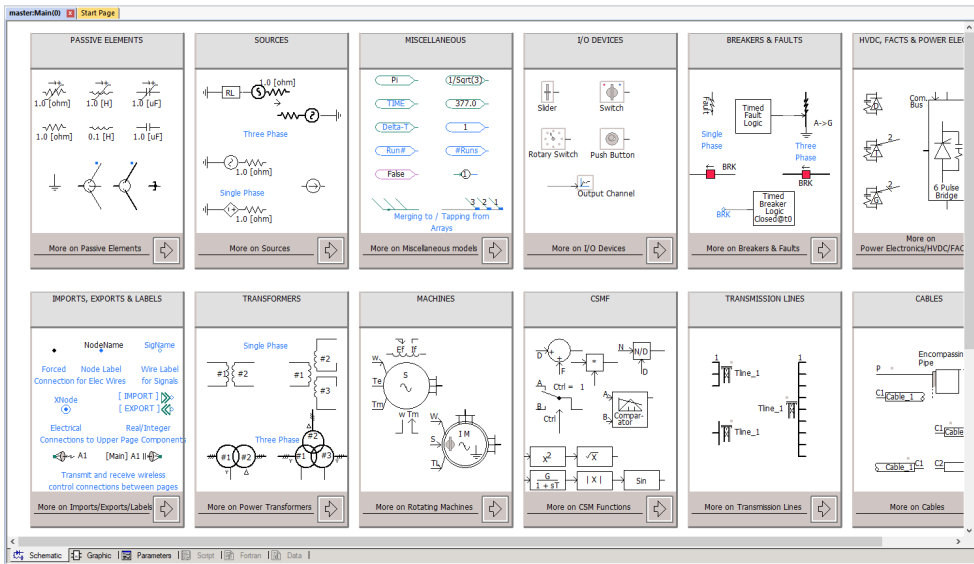 master:Main(0)
Start Page
PASSIVE ELEMENTS
1.0 [ohm]
1.0 [H]
1.0 [uF]
1.0 [ohm]
0.1 [H]
1.0 [uF]
More on Passive Elements
SOURCES
RL
1.0 [ohm]
Three Phase
1.0 [ohm]
Single Phase
1.0 [ohm]
More on Sources
MISCELLANEOUS
Pi
1/Sqrt(3)
TIME
377.0
Delta-T
1
Run#
#Runs
False
1
3 2 1
Merging to / Tapping from
Arrays
More on Miscellaneous models
I/O DEVICES
Slider
Switch
Rotary Switch
Push Button
Output Channel
More on I/O Devices
BREAKERS & FAULTS
Fault
Timed
Fault
Logic
A->G
Single
Phase
Three
Phase
BRK
BRK
BRK
Timed
Breaker
Logic
Closed@t0
More on Breakers & Faults
HVDC, FACTS & POWER ELEC
Com.
Bus
2
2
6 Pulse
Bridge
More on
Power Electronics/HVDC/FAC
IMPORTS, EXPORTS & LABELS
NodeName
SigName
Forced
Node Label
Wire Label
Connection for Elec Wires
for Signals
XNode
[ IMPORT ]
[ EXPORT ]
Electrical
Real/Integer
Connections to Upper Page Components
A1
[Main] A1
Transmit and receive wireless
control connections between pages
More on Imports/Exports/Labels
TRANSFORMERS
Single Phase
#1
#2
#1
#2
#3
Three Phase
#1
#2
#1
#2
#3
More on Power Transformers
MACHINES
Ef If
w
S
Te
Tm
w Tm
W
S
I M
TL
More on Rotating Machines
CSMF
D
+
+
F
*
N
N/D
D
A
Ctrl = 1
B
Ctrl
A
B
Compar-
ator
X²
√X
G
1 + sT
| X |
Sin
More on CSM Functions
TRANSMISSION LINES
1
1
Tline_1
Tline_1
Tline_1
More on Transmission Lines
CABLES
Encompassin
Pipe
P
C1
Cable_1
C1
Cable
Cable_1
C1
C2
More on Cables
Schematic
Graphic
Parameters
Script
Fortran
Data